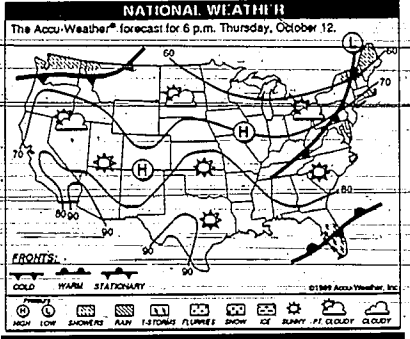 NATIONAL WEATHER
The Accu-Weather® forecast for 6 p.m. Thursday, October 12.
60
L
60
70
H
70
H
80
80 90
90
90
90
FRONTS:
COLD WARM STATIONARY
©1989 Accu-Weather, Inc
Pressure
H L
HIGH LOW SHOWERS RAIN T-STORMS FLURRIES SNOW ICE SUNNY PT. CLOUDY CLOUDY